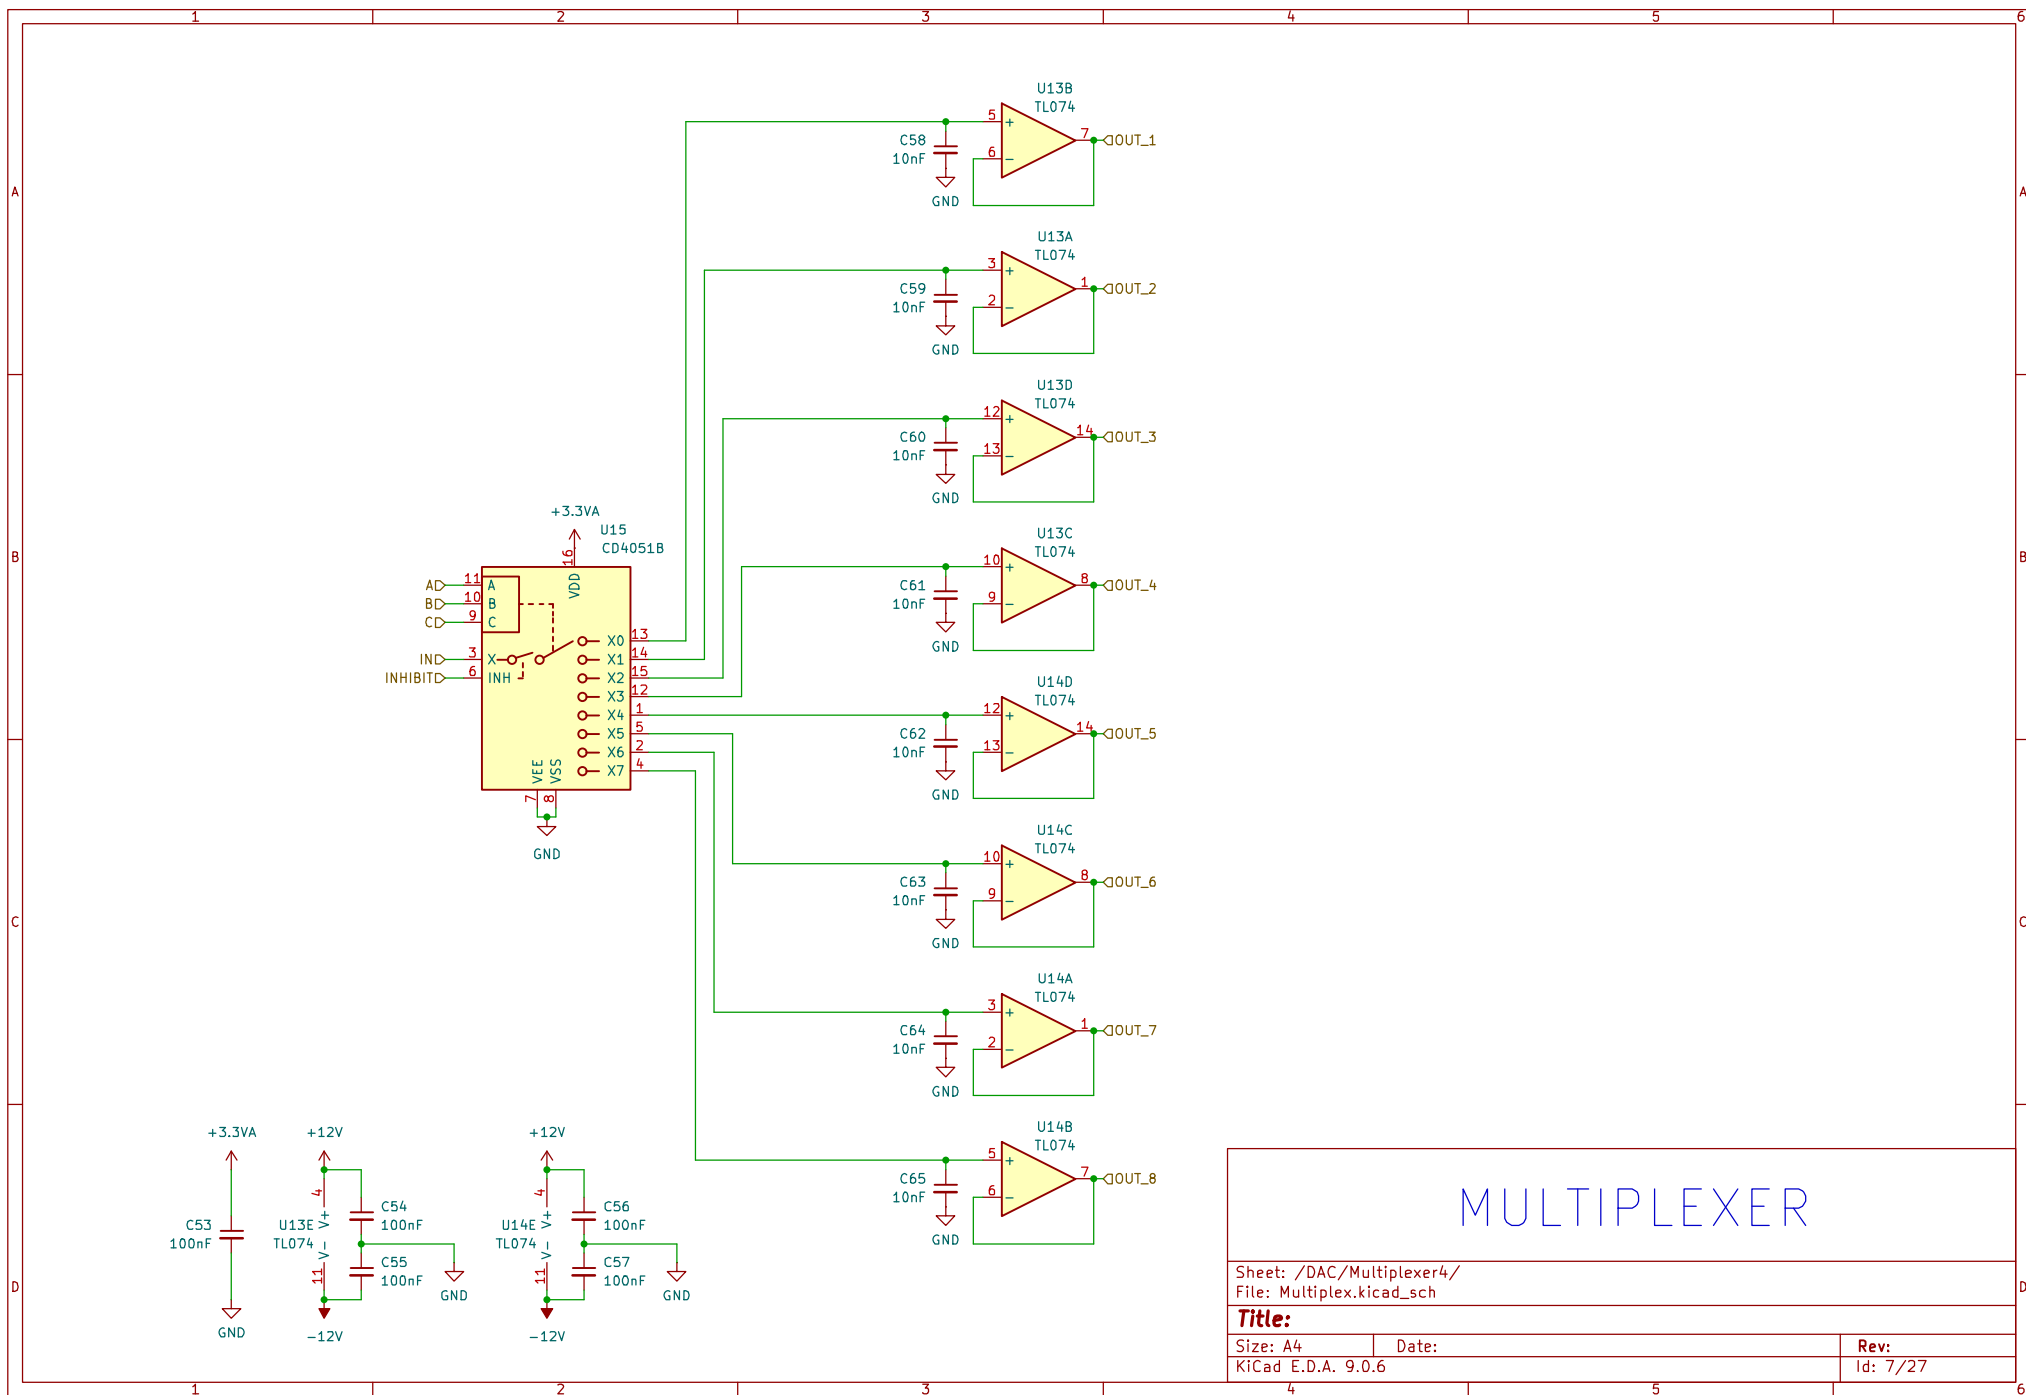 1 2 3 4 5 6
U13B
TL074
5 + 7 OUT_1
C58
10nF 6 −
GND
A A
U13A
TL074
3 + 1 OUT_2
C59
10nF 2 −
GND
U13D
TL074
12 + 14 OUT_3
C60
10nF 13 −
GND
+3.3VA
U15
CD4051B
16 VDD
U13C
TL074
10 + 8 OUT_4
C61
10nF 9 −
GND
B B
A 11 A
B 10 B
C 9 C
IN 3 X
INHIBIT 6 INH
X0 13
X1 14
X2 15
X3 12
X4 1
X5 5
X6 2
X7 4
VEE VSS
7 8
GND
U14D
TL074
12 + 14 OUT_5
C62
10nF 13 −
GND
U14C
TL074
10 + 8 OUT_6
C63
10nF 9 −
GND
C C
U14A
TL074
3 + 1 OUT_7
C64
10nF 2 −
GND
U14B
TL074
5 + 7 OUT_8
C65
10nF 6 −
GND
+3.3VA
C53
100nF
GND
+12V
4 V+
U13E
TL074
V− 11
−12V
C54
100nF
C55
100nF
GND
+12V
4 V+
U14E
TL074
V− 11
−12V
C56
100nF
C57
100nF
GND
D D
MULTIPLEXER
Sheet: /DAC/Multiplexer4/
File: Multiplex.kicad_sch
Title:
Size: A4 Date: Rev:
KiCad E.D.A. 9.0.6 Id: 7/27
1 2 3 4 5 6